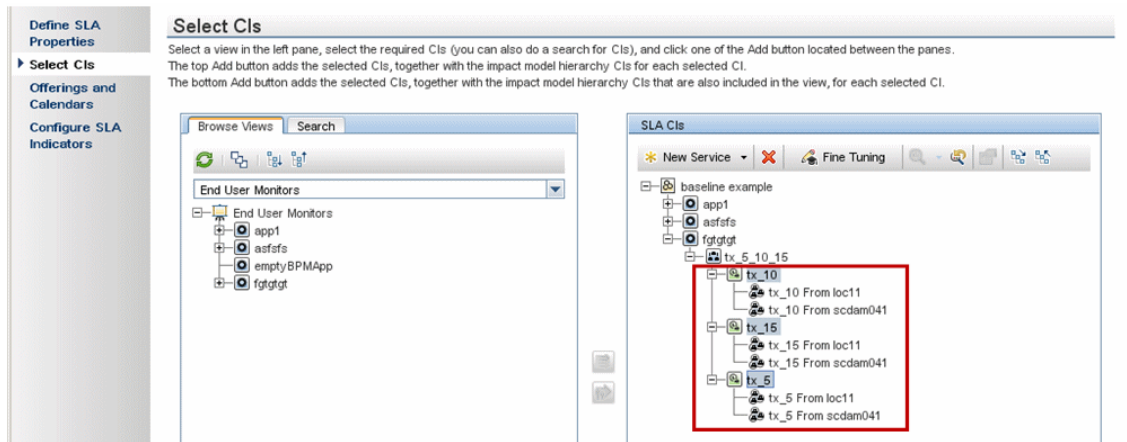 Define SLA
Properties
Select CIs
Offerings and
Calendars
Configure SLA
Indicators
Select CIs
Select a view in the left pane, select the required CIs (you can also do a search for CIs), and click one of the Add button located between the panes.
The top Add button adds the selected CIs, together with the impact model hierarchy CIs for each selected CI.
The bottom Add button adds the selected CIs, together with the impact model hierarchy CIs that are also included in the view, for each selected CI.
Browse Views
Search
End User Monitors
End User Monitors
app1
asfsfs
emptyBPMApp
fgtgtgt
SLA CIs
New Service
Fine Tuning
baseline example
app1
asfsfs
fgtgtgt
tx_5_10_15
tx_10
tx_10 From loc11
tx_10 From scdam041
tx_15
tx_15 From loc11
tx_15 From scdam041
tx_5
tx_5 From loc11
tx_5 From scdam041